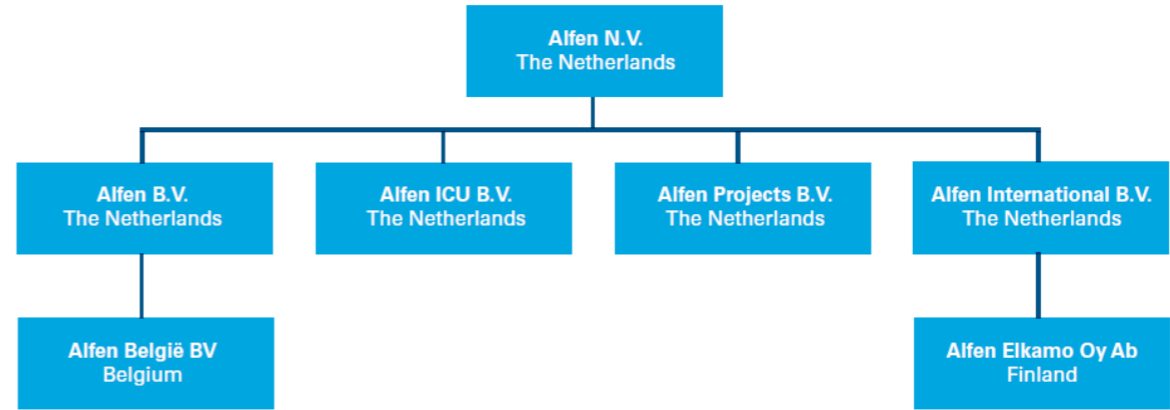 Alfen N.V.
The Netherlands
Alfen B.V.
The Netherlands
Alfen ICU B.V.
The Netherlands
Alfen Projects B.V.
The Netherlands
Alfen International B.V.
The Netherlands
Alfen België BV
Belgium
Alfen Elkamo Oy Ab
Finland